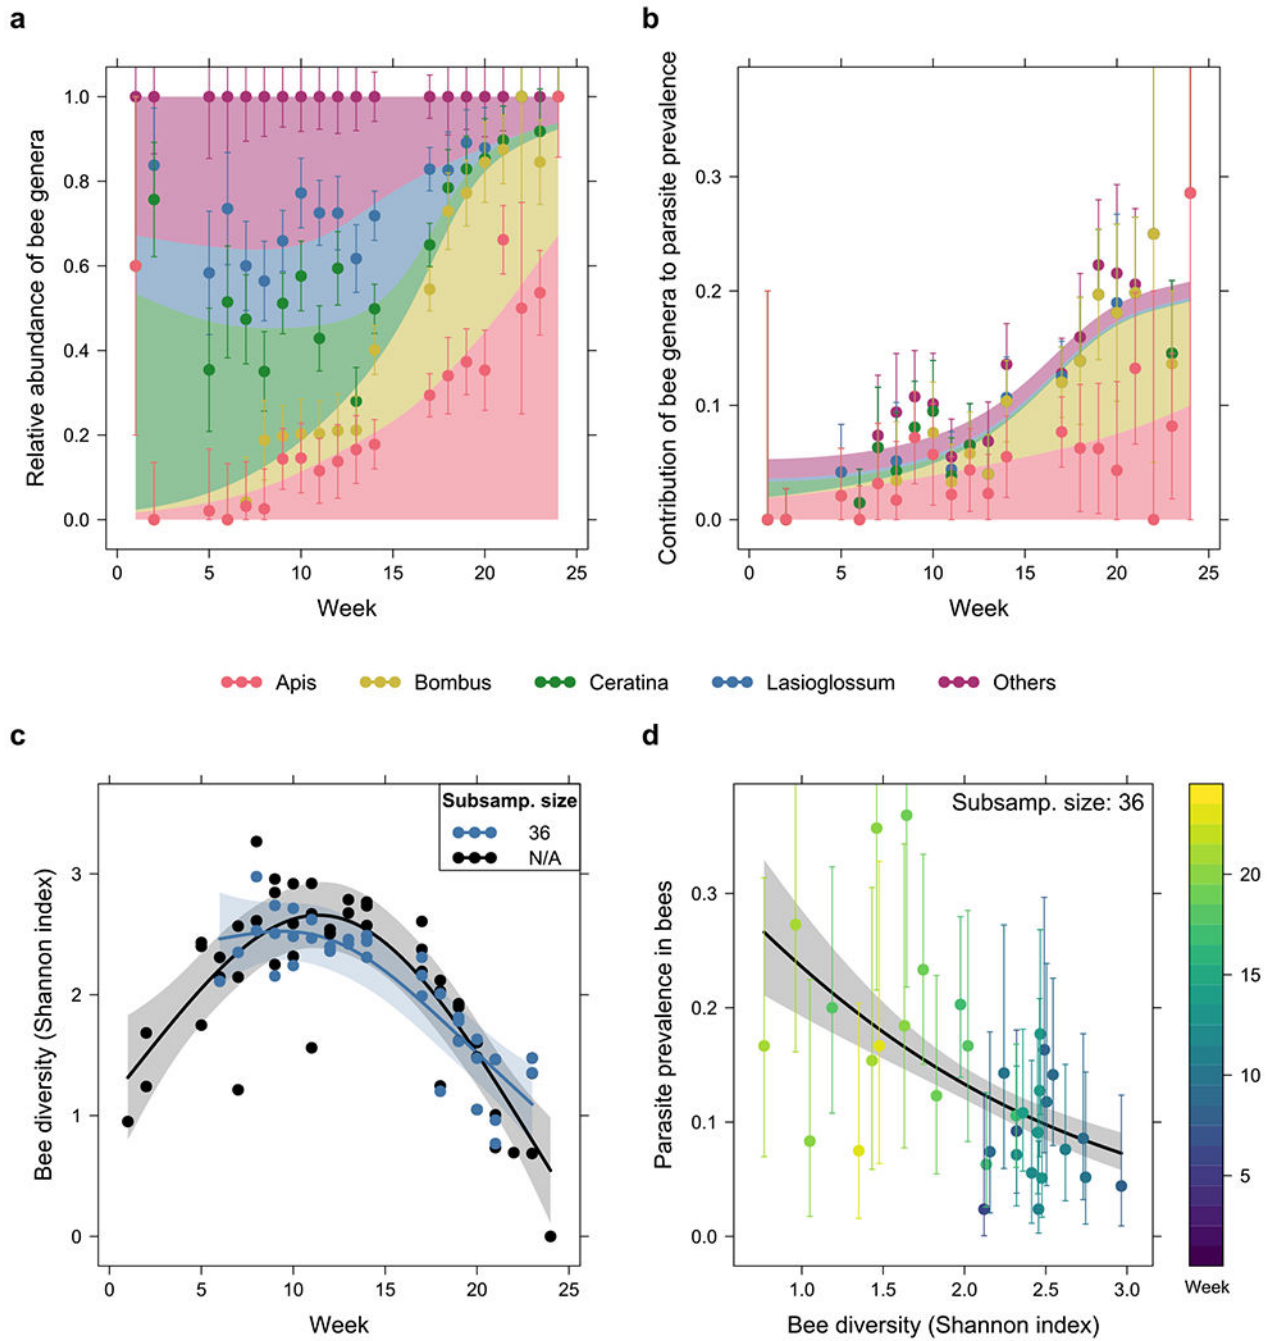 a
Relative abundance of bee genera
1.0
0.8
0.6
0.4
0.2
0.0
0 5 10 15 20 25
Week
b
Contribution of bee genera to parasite prevalence
0.3
0.2
0.1
0.0
0 5 10 15 20 25
Week
Apis Bombus Ceratina Lasioglossum Others
c
Bee diversity (Shannon index)
3
2
1
0
Subsamp. size
36
N/A
0 5 10 15 20 25
Week
d
Parasite prevalence in bees
0.3
0.2
0.1
0.0
Subsamp. size: 36
1.0 1.5 2.0 2.5 3.0
Bee diversity (Shannon index)
20
15
10
5
Week